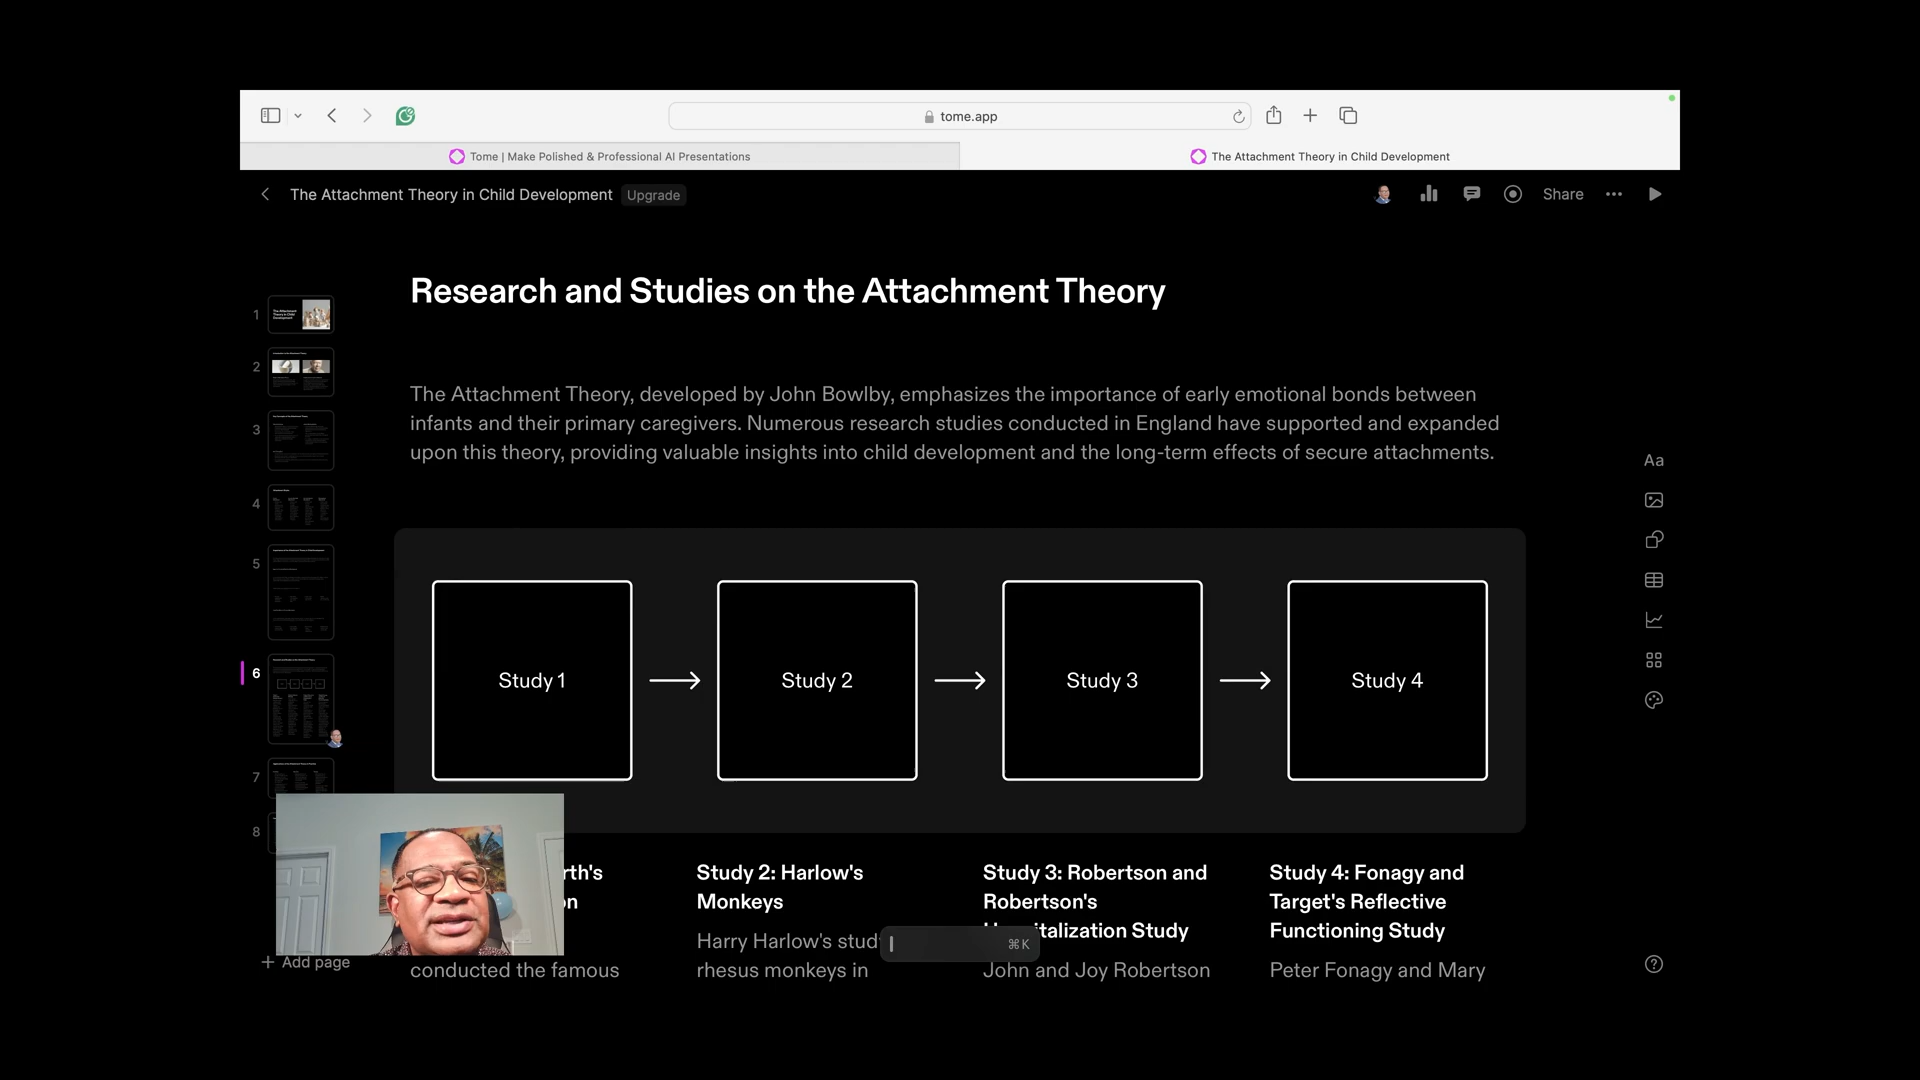 tome.app
Tome | Make Polished & Professional AI Presentations
The Attachment Theory in Child Development
The Attachment Theory in Child Development
Upgrade
Share
Research and Studies on the Attachment Theory
The Attachment Theory, developed by John Bowlby, emphasizes the importance of early emotional bonds between
infants and their primary caregivers. Numerous research studies conducted in England have supported and expanded
upon this theory, providing valuable insights into child development and the long-term effects of secure attachments.
1
2
3
4
5
6
7
8
+ Add page
Aa
Study 1
Study 2
Study 3
Study 4
conducted the famous
Study 2: Harlow's
Monkeys
Harry Harlow's
rhesus monkeys in
Study 3: Robertson and
Robertson's
Study
John and Joy Robertson
Study 4: Fonagy and
Target's Reflective
Functioning Study
Peter Fonagy and Mary
⌘K